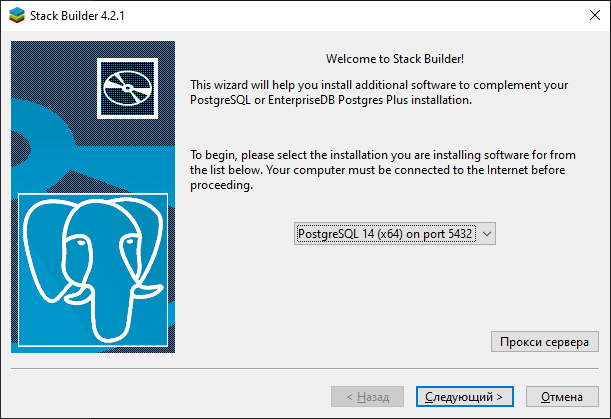 Stack Builder 4.2.1
Welcome to Stack Builder!
This wizard will help you install additional software to complement your
PostgreSQL or EnterpriseDB Postgres Plus installation.
To begin, please select the installation you are installing software for from
the list below. Your computer must be connected to the Internet before
proceeding.
PostgreSQL 14 (x64) on port 5432
Прокси сервера
< Назад
Следующий >
Отмена